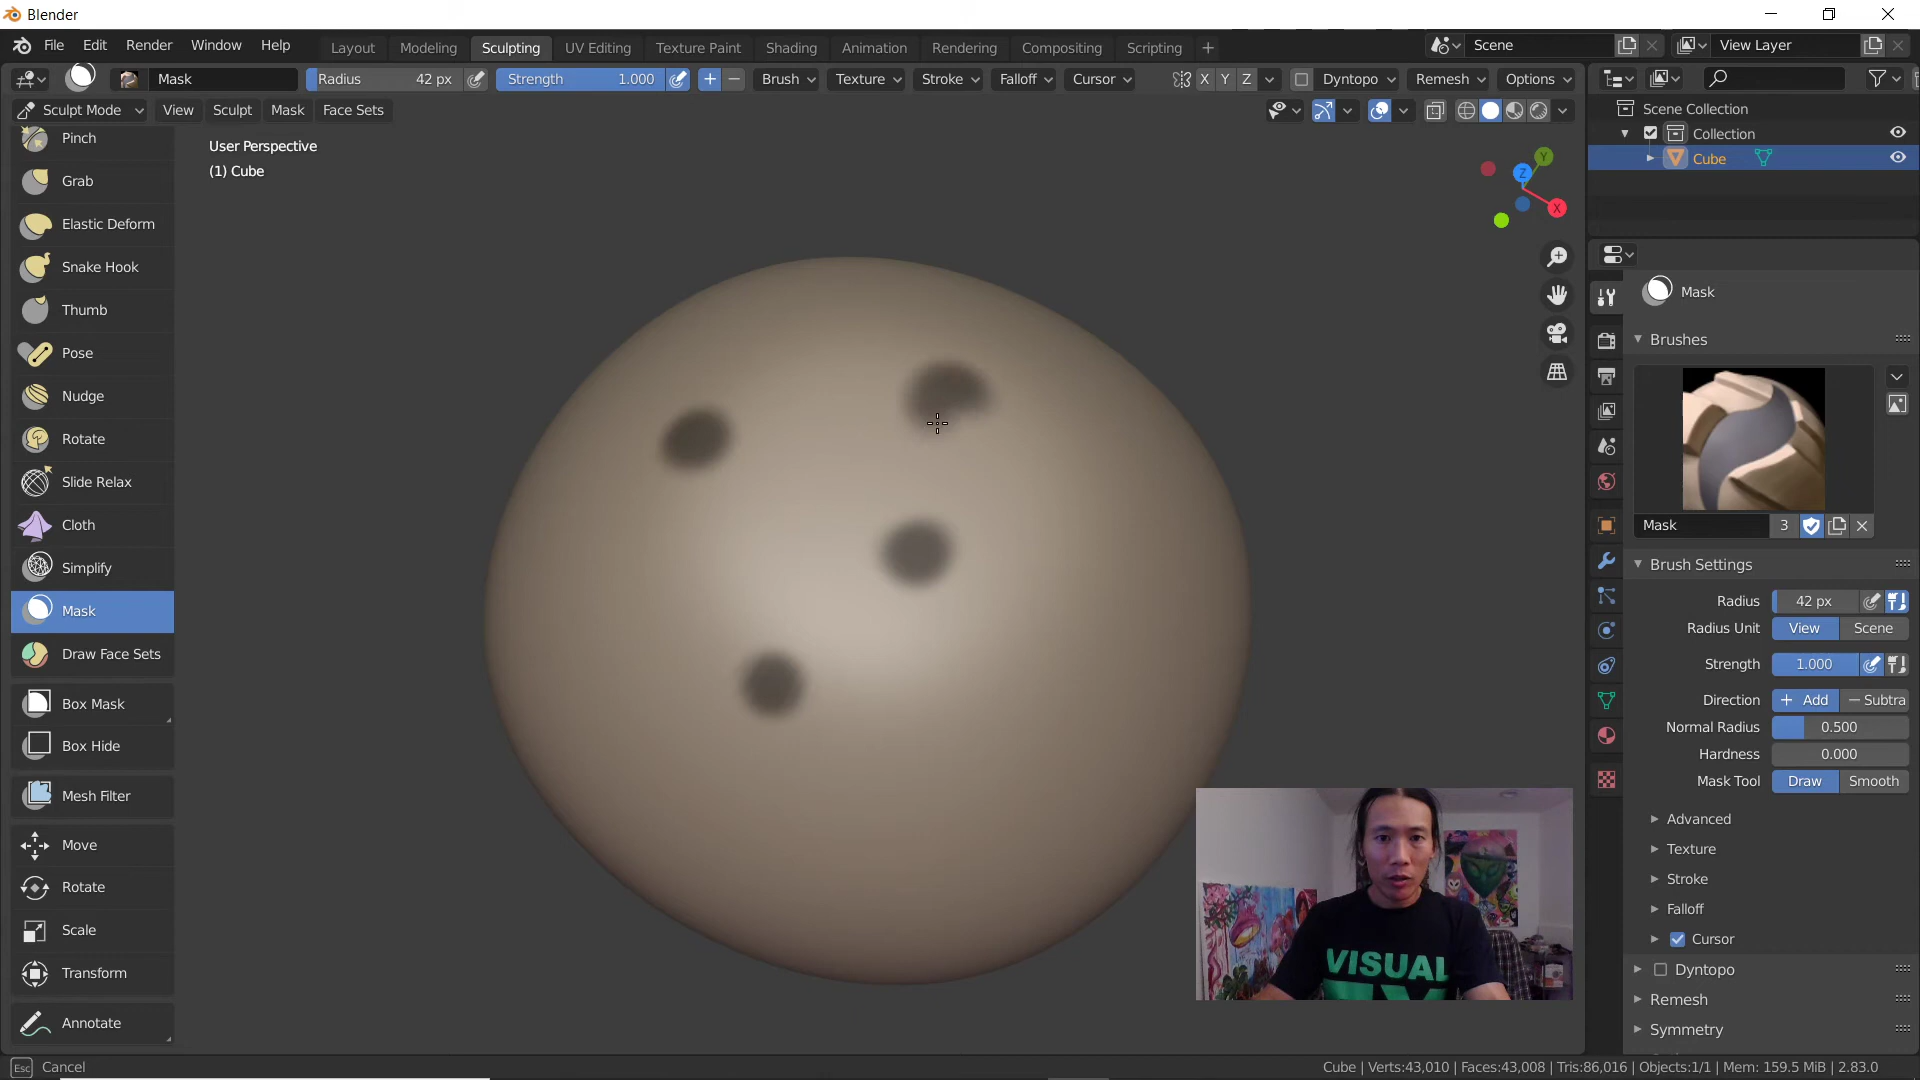 Blender
File Edit Render Window Help Layout Modeling Sculpting UV Editing Texture Paint Shading Animation Rendering Compositing Scripting + Scene View Layer
Mask Radius 42 px Strength 1.000 Brush Texture Stroke Falloff Cursor X Y Z Dyntopo Remesh Options
Sculpt Mode View Sculpt Mask Face Sets
Scene Collection
Collection
Cube
User Perspective
(1) Cube
Y
Z
X
Pinch
Grab
Elastic Deform
Snake Hook
Thumb
Pose
Nudge
Rotate
Slide Relax
Cloth
Simplify
Mask
Draw Face Sets
Box Mask
Box Hide
Mesh Filter
Move
Rotate
Scale
Transform
Annotate
Mask
Brushes
Mask 3
Brush Settings
Radius 42 px
Radius Unit View Scene
Strength 1.000
Direction + Add − Subtra
Normal Radius 0.500
Hardness 0.000
Mask Tool Draw Smooth
Advanced
Texture
Stroke
Falloff
Cursor
Dyntopo
Remesh
Symmetry
VISUAL
Esc Cancel
Cube | Verts:43,010 | Faces:43,008 | Tris:86,016 | Objects:1/1 | Mem: 159.5 MiB | 2.83.0